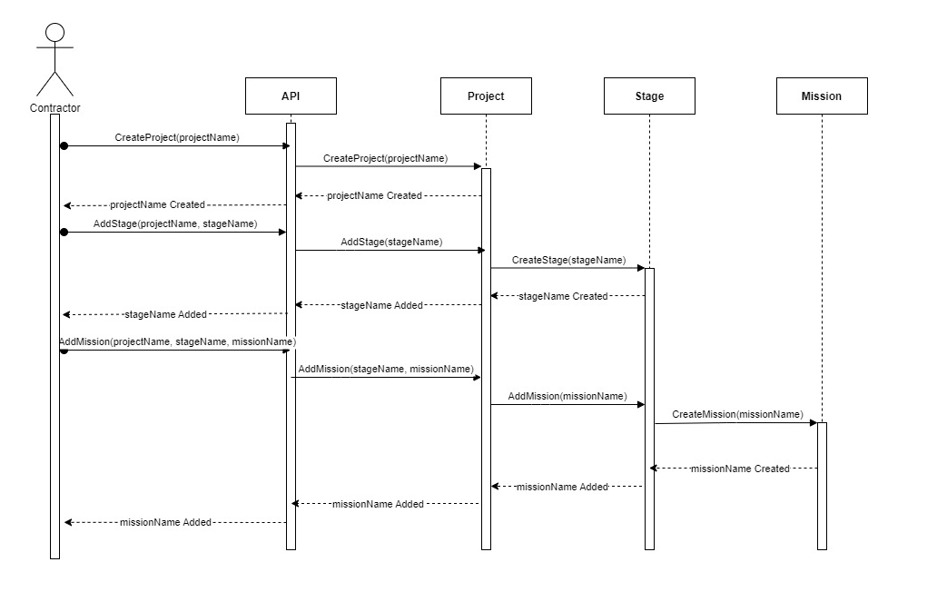 Contractor
API
Project
Stage
Mission
CreateProject(projectName)
CreateProject(projectName)
projectName Created
projectName Created
AddStage(projectName, stageName)
AddStage(stageName)
CreateStage(stageName)
stageName Created
stageName Added
stageName Added
AddMission(projectName, stageName, missionName)
AddMission(stageName, missionName)
AddMission(missionName)
CreateMission(missionName)
missionName Created
missionName Added
missionName Added
missionName Added